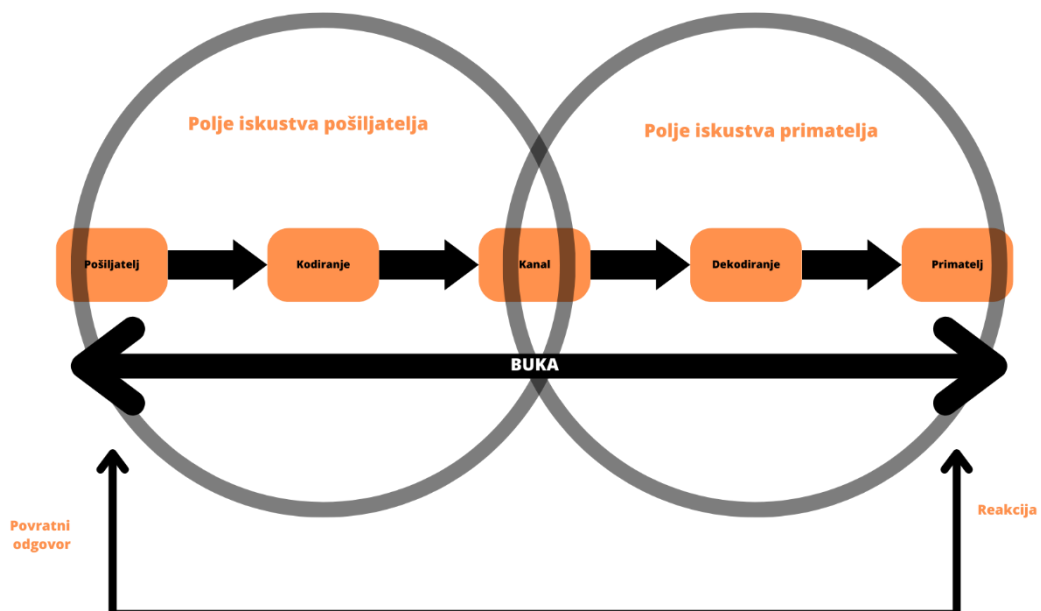 Polje iskustva pošiljatelja
Polje iskustva primatelja
Pošiljatelj
Kodiranje
Kanal
Dekodiranje
Primatelj
BUKA
Povratni
odgovor
Reakcija